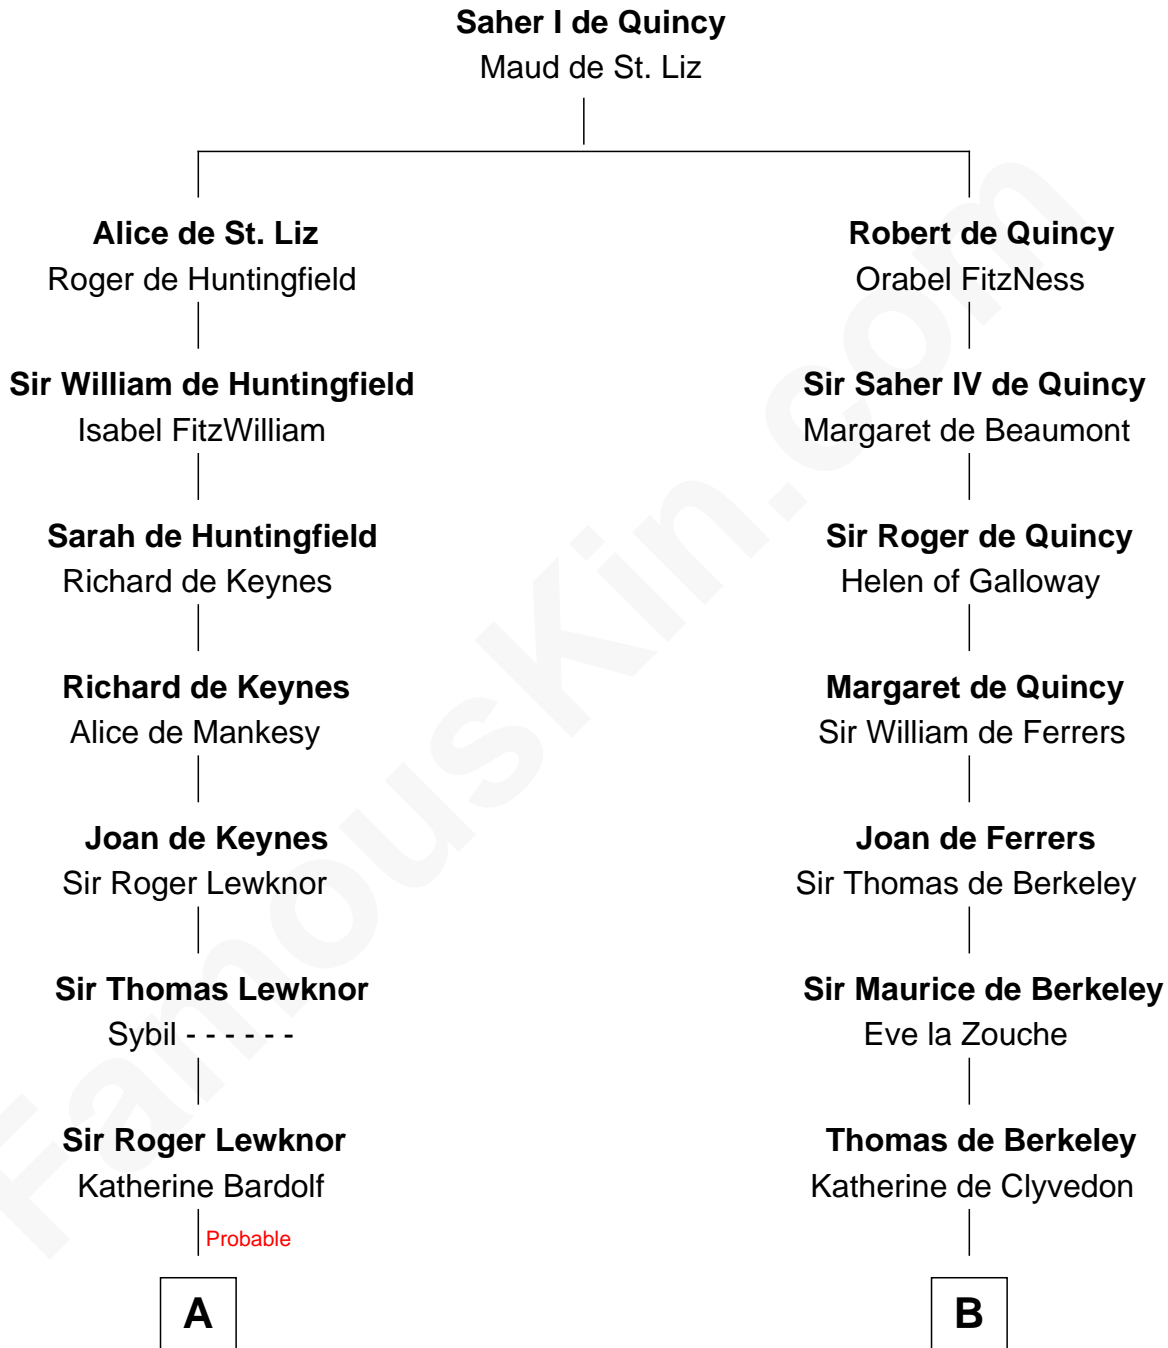 Saher I de Quincy
Maud de St. Liz
Alice de St. Liz
Roger de Huntingfield
Robert de Quincy
Orabel FitzNess
Sir William de Huntingfield
Isabel FitzWilliam
Sir Saher IV de Quincy
Margaret de Beaumont
Sarah de Huntingfield
Richard de Keynes
Sir Roger de Quincy
Helen of Galloway
Richard de Keynes
Alice de Mankesy
Margaret de Quincy
Sir William de Ferrers
Joan de Keynes
Sir Roger Lewknor
Joan de Ferrers
Sir Thomas de Berkeley
Sir Thomas Lewknor
Sybil - - - - - -
Sir Maurice de Berkeley
Eve la Zouche
Sir Roger Lewknor
Katherine Bardolf
Thomas de Berkeley
Katherine de Clyvedon
Probable
A
B
FamousKin.com